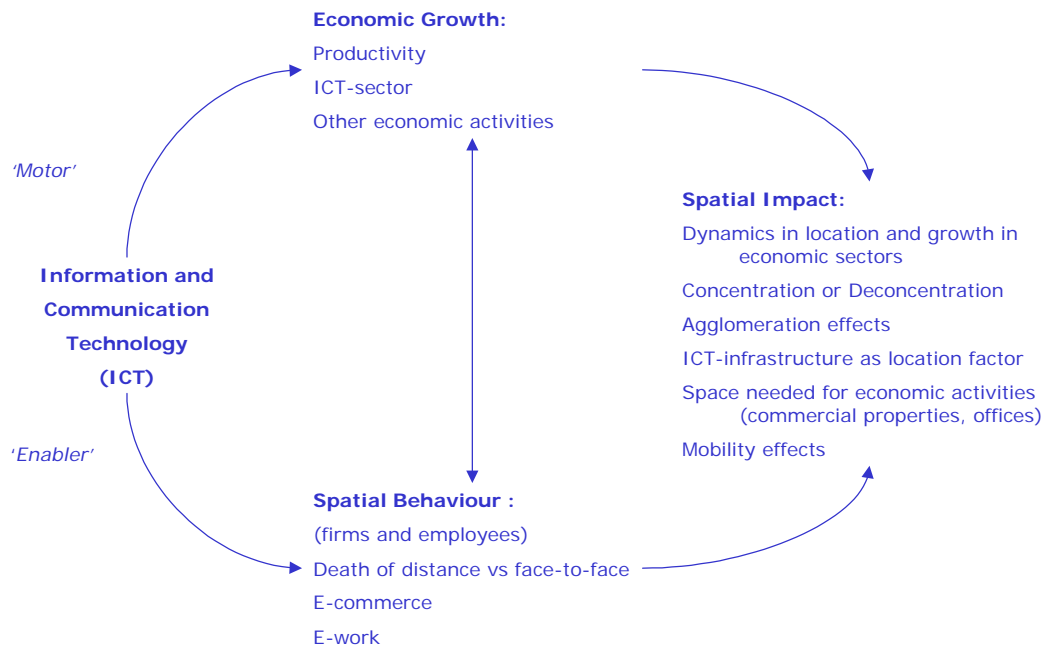 Economic Growth:
Productivity
ICT-sector
Other economic activities
'Motor'
Information and
Communication
Technology
(ICT)
'Enabler'
Spatial Behaviour :
(firms and employees)
Death of distance vs face-to-face
E-commerce
E-work
Spatial Impact:
Dynamics in location and growth in
economic sectors
Concentration or Deconcentration
Agglomeration effects
ICT-infrastructure as location factor
Space needed for economic activities
(commercial properties, offices)
Mobility effects